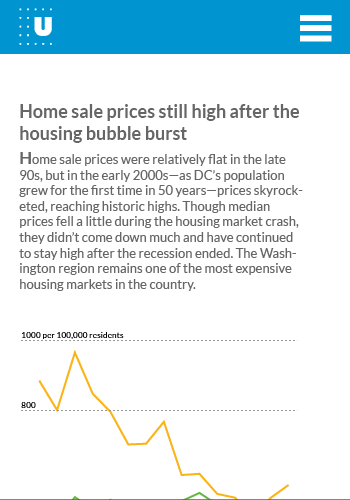 U
Home sale prices still high after the
housing bubble burst
Home sale prices were relatively flat in the late
90s, but in the early 2000s—as DC’s population
grew for the first time in 50 years—prices skyrock-
eted, reaching historic highs. Though median
prices fell a little during the housing market crash,
they didn’t come down much and have continued
to stay high after the recession ended. The Wash-
ington region remains one of the most expensive
housing markets in the country.
1000 per 100,000 residents
800